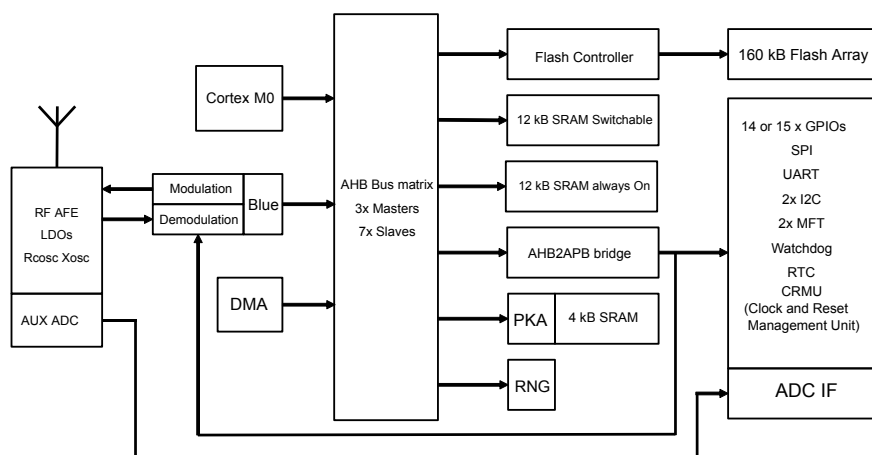 Cortex M0
RF AFE
LDOs
Rcosc Xosc
AUX ADC
Modulation
Demodulation
Blue
DMA
AHB Bus matrix
3x Masters
7x Slaves
Flash Controller
12 kB SRAM Switchable
12 kB SRAM always On
AHB2APB bridge
PKA
4 kB SRAM
RNG
160 kB Flash Array
14 or 15 x GPIOs
SPI
UART
2x I2C
2x MFT
Watchdog
RTC
CRMU
(Clock and Reset
Management Unit)
ADC IF